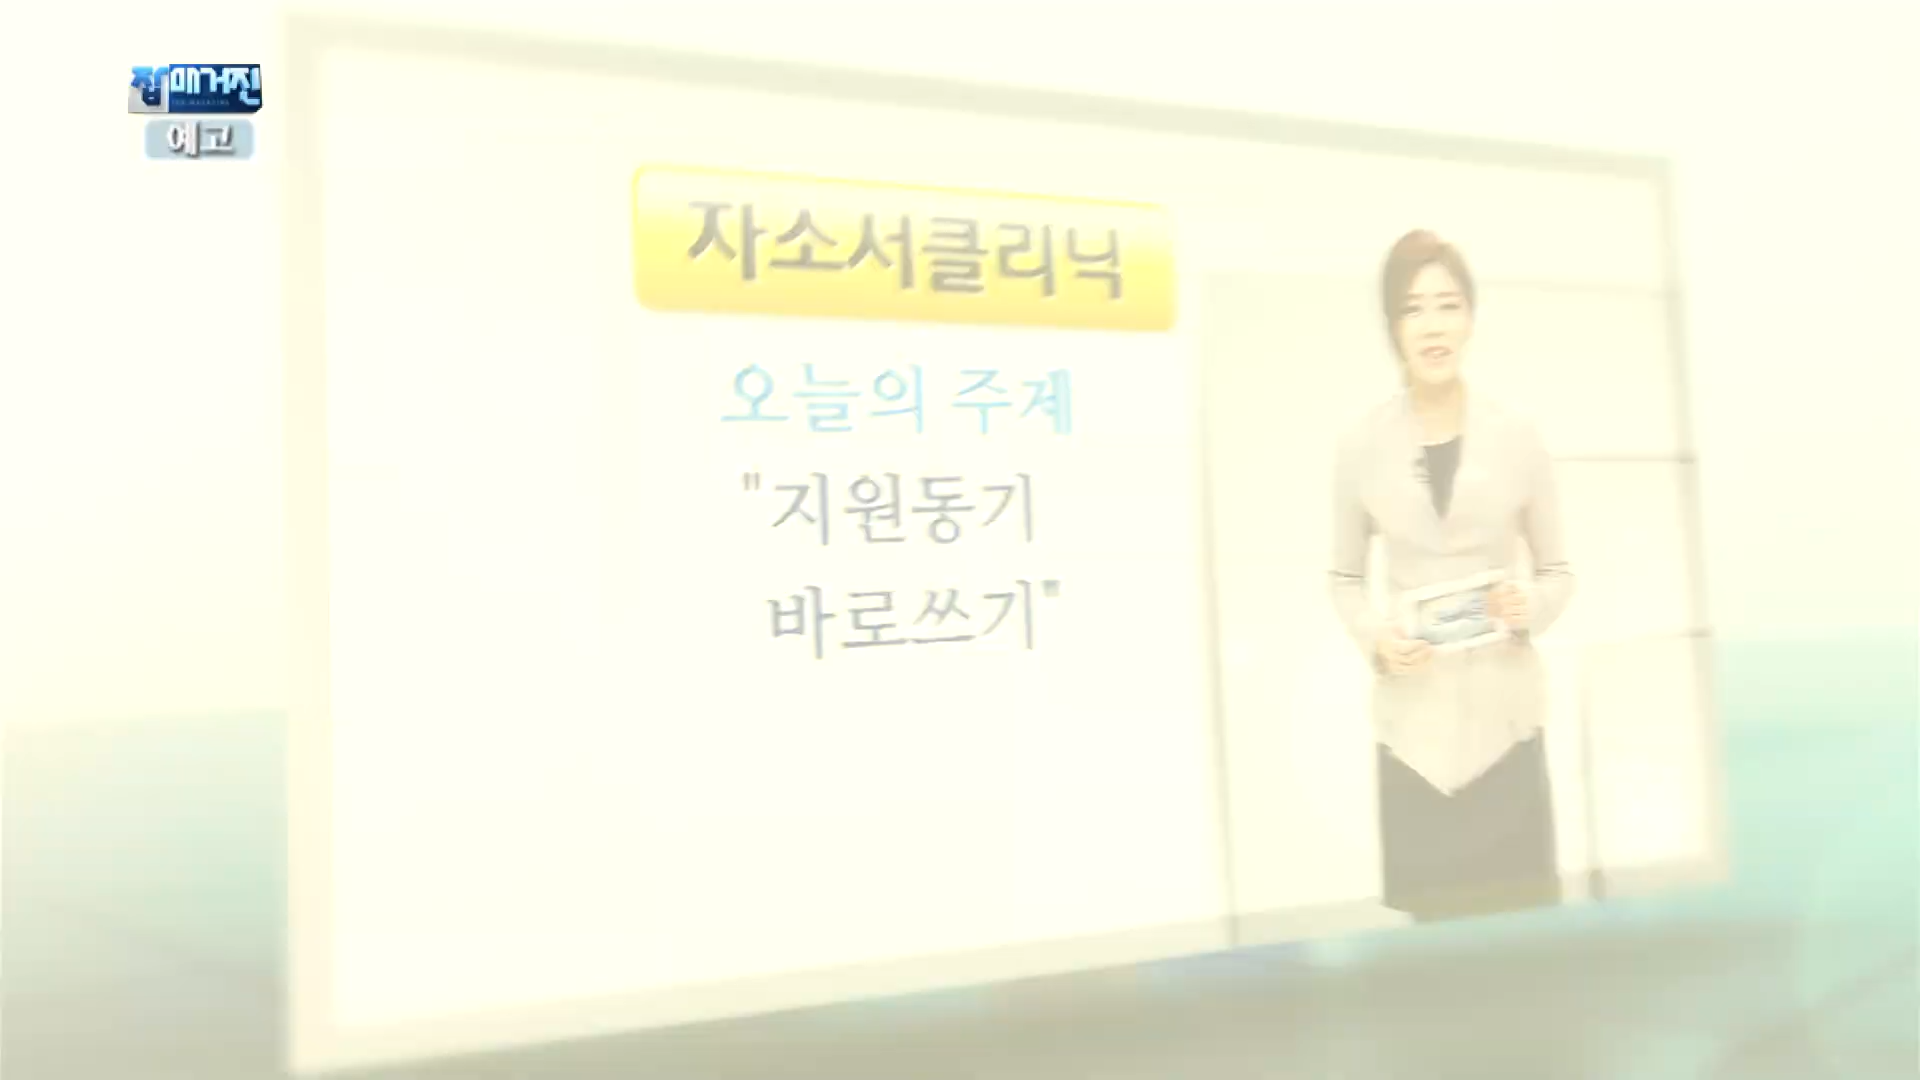 잡매거진
예고
자소서클리닉
오늘의 주제
"지원동기
바로쓰기"